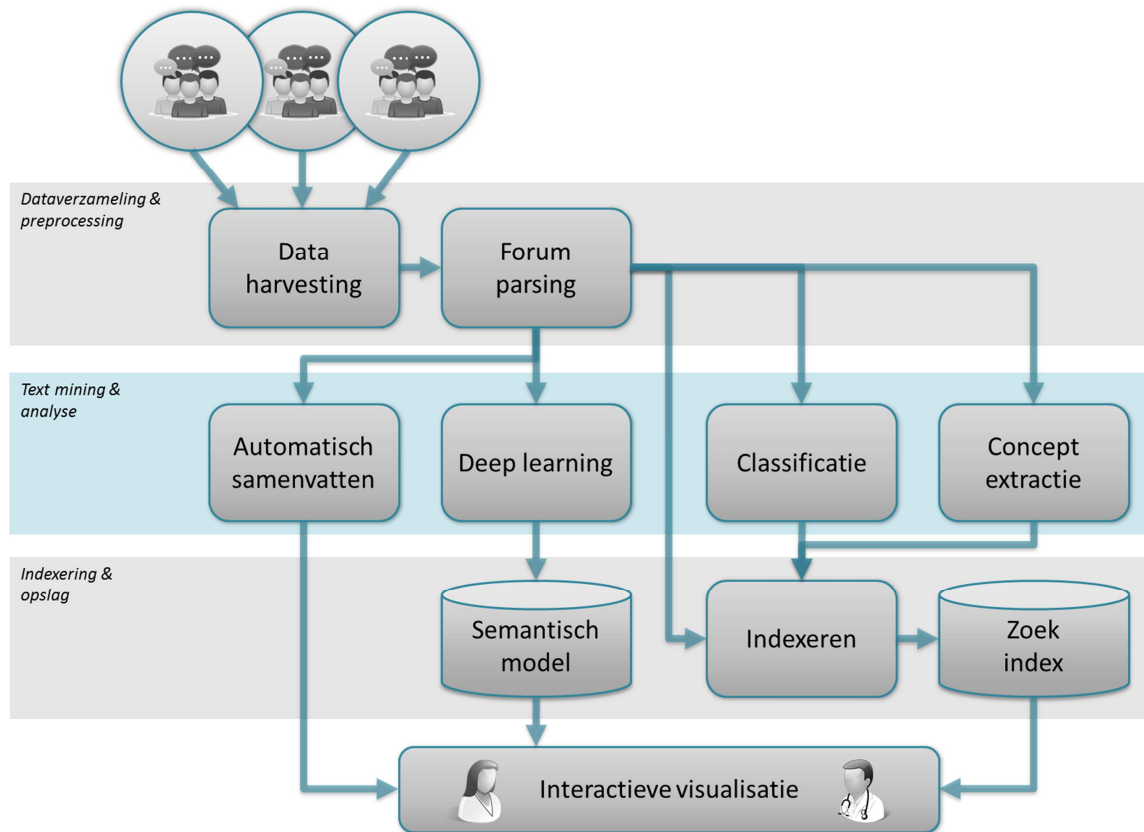 Dataverzameling &
preprocessing
Data
harvesting
Forum
parsing
Text mining &
analyse
Automatisch
samenvatten
Deep learning
Classificatie
Concept
extractie
Indexering &
opslag
Semantisch
model
Indexeren
Zoek
index
Interactieve visualisatie